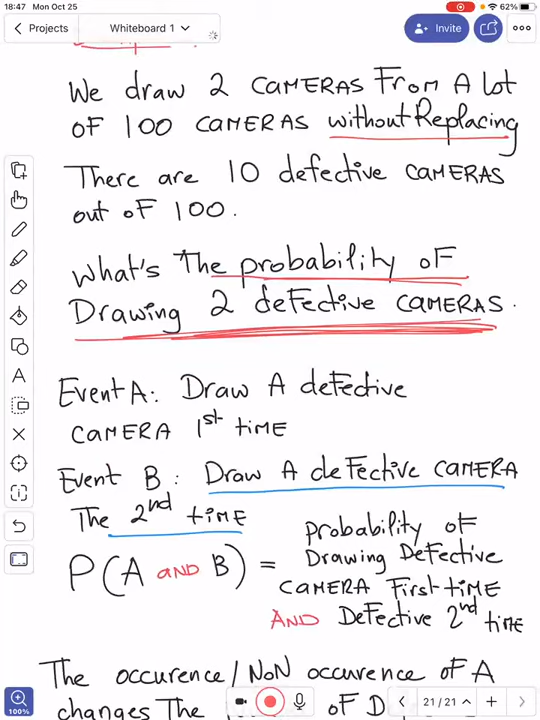 18:47 Mon Oct 25
62%
Projects
Whiteboard 1
Invite
We draw 2 CAMERAS From A lot
OF 100 CAMERAS without Replacing
There are 10 defective CAMERAS
out of 100.
What's The probability of
Drawing 2 defective CAMERAS.
Event A: Draw A defective
CAMERA 1st time
Event B: Draw A defective CAMERA
The 2nd time
P(A AND B) =
probability of
Drawing Defective
CAMERA First time
AND Defective 2nd time
The occurence/NoN occurence of A
changes The
of
A
100%
21/21